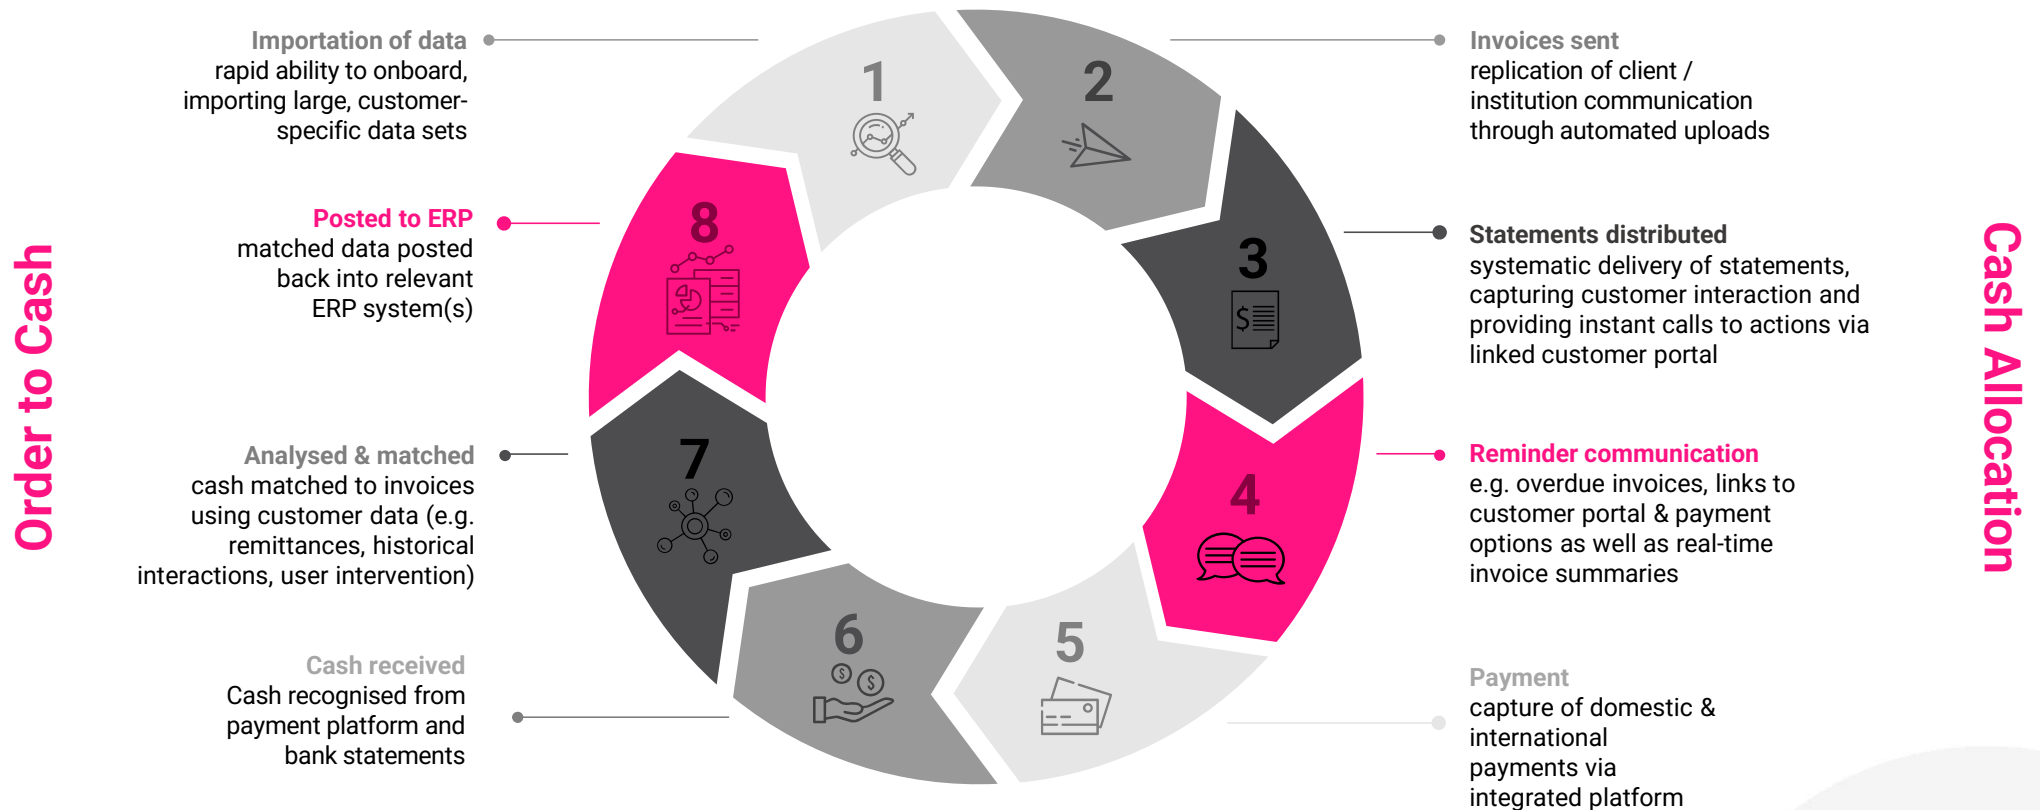 Order to Cash
Importation of data
rapid ability to onboard,
importing large, customer-
specific data sets
Posted to ERP
matched data posted
back into relevant
ERP system(s)
Analysed & matched
cash matched to invoices
using customer data (e.g.
remittances, historical
interactions, user intervention)
Cash received
Cash recognised from
payment platform and
bank statements
1
2
3
$
4
5
6
$
$
7
8
Invoices sent
replication of client /
institution communication
through automated uploads
Statements distributed
systematic delivery of statements,
capturing customer interaction and
providing instant calls to actions via
linked customer portal
Reminder communication
e.g. overdue invoices, links to
customer portal & payment
options as well as real-time
invoice summaries
Payment
capture of domestic &
international
payments via
integrated platform
Cash Allocation